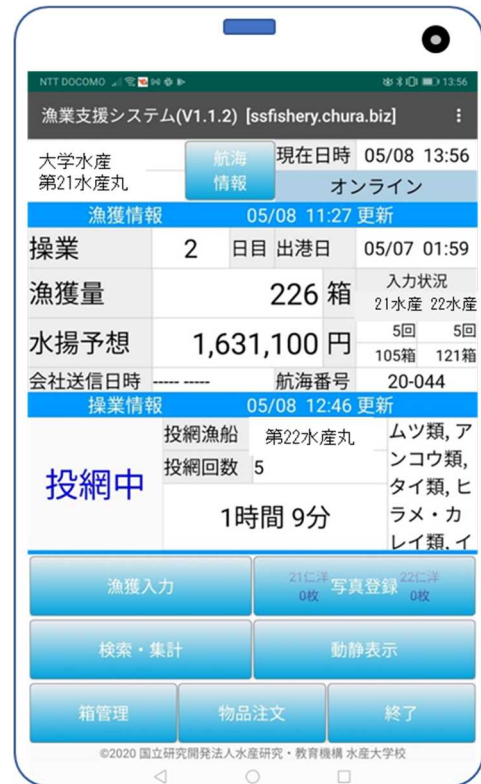 NTT DOCOMO 13:56
漁業支援システム(V1.1.2) [ssfishery.chura.biz]
大学水産
第21水産丸
航海
情報
現在日時 05/08 13:56
オンライン
漁獲情報 05/08 11:27 更新
操業 2 日目 出港日 05/07 01:59
漁獲量 226 箱
入力状況
21水産 22水産
水揚予想 1,631,100 円
5回 5回
105箱 121箱
会社送信日時 ----- ----- 航海番号 20-044
操業情報 05/08 12:46 更新
投網中
投網漁船 第22水産丸
投網回数 5
1時間 9分
ムツ類, ア
ンコウ類,
タイ類, ヒ
ラメ・カ
レイ類, イ
漁獲入力
21仁洋 写真登録 22仁洋
0枚 0枚
検索・集計 動静表示
箱管理 物品注文 終了
©2020 国立研究開発法人水産研究・教育機構 水産大学校